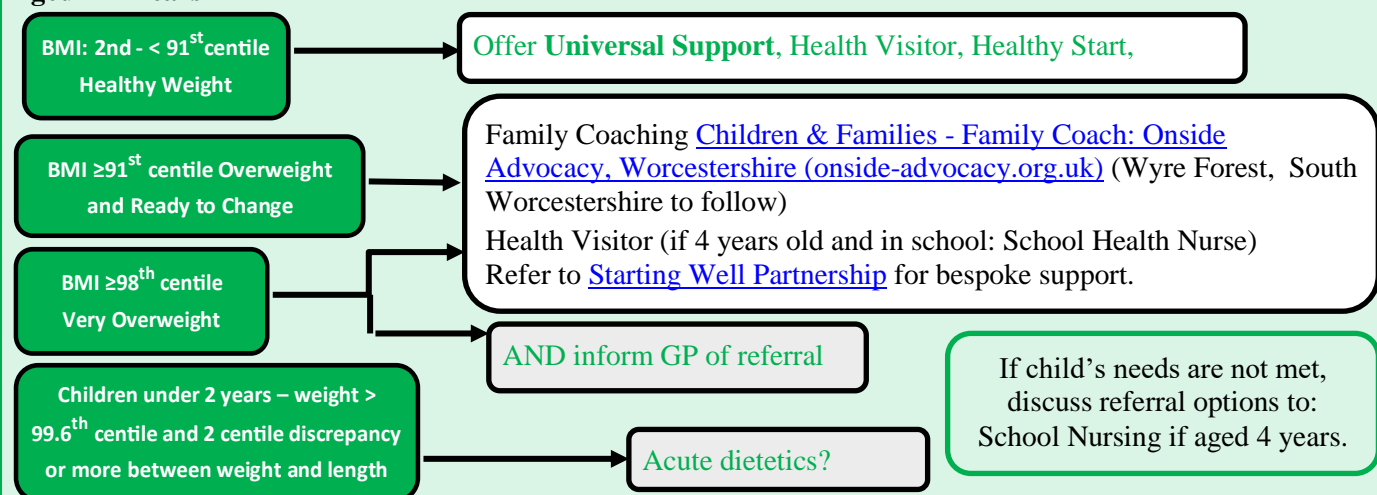 BMI: 2nd - < 91st centile
Healthy Weight
Offer Universal Support, Health Visitor, Healthy Start,
BMI ≥91st centile Overweight
and Ready to Change
Family Coaching Children & Families - Family Coach: Onside
Advocacy, Worcestershire (onside-advocacy.org.uk) (Wyre Forest, South
Worcestershire to follow)
Health Visitor (if 4 years old and in school: School Health Nurse)
Refer to Starting Well Partnership for bespoke support.
BMI ≥98th centile
Very Overweight
AND inform GP of referral
Children under 2 years – weight >
99.6th centile and 2 centile discrepancy
or more between weight and length
Acute dietetics?
If child’s needs are not met,
discuss referral options to:
School Nursing if aged 4 years.